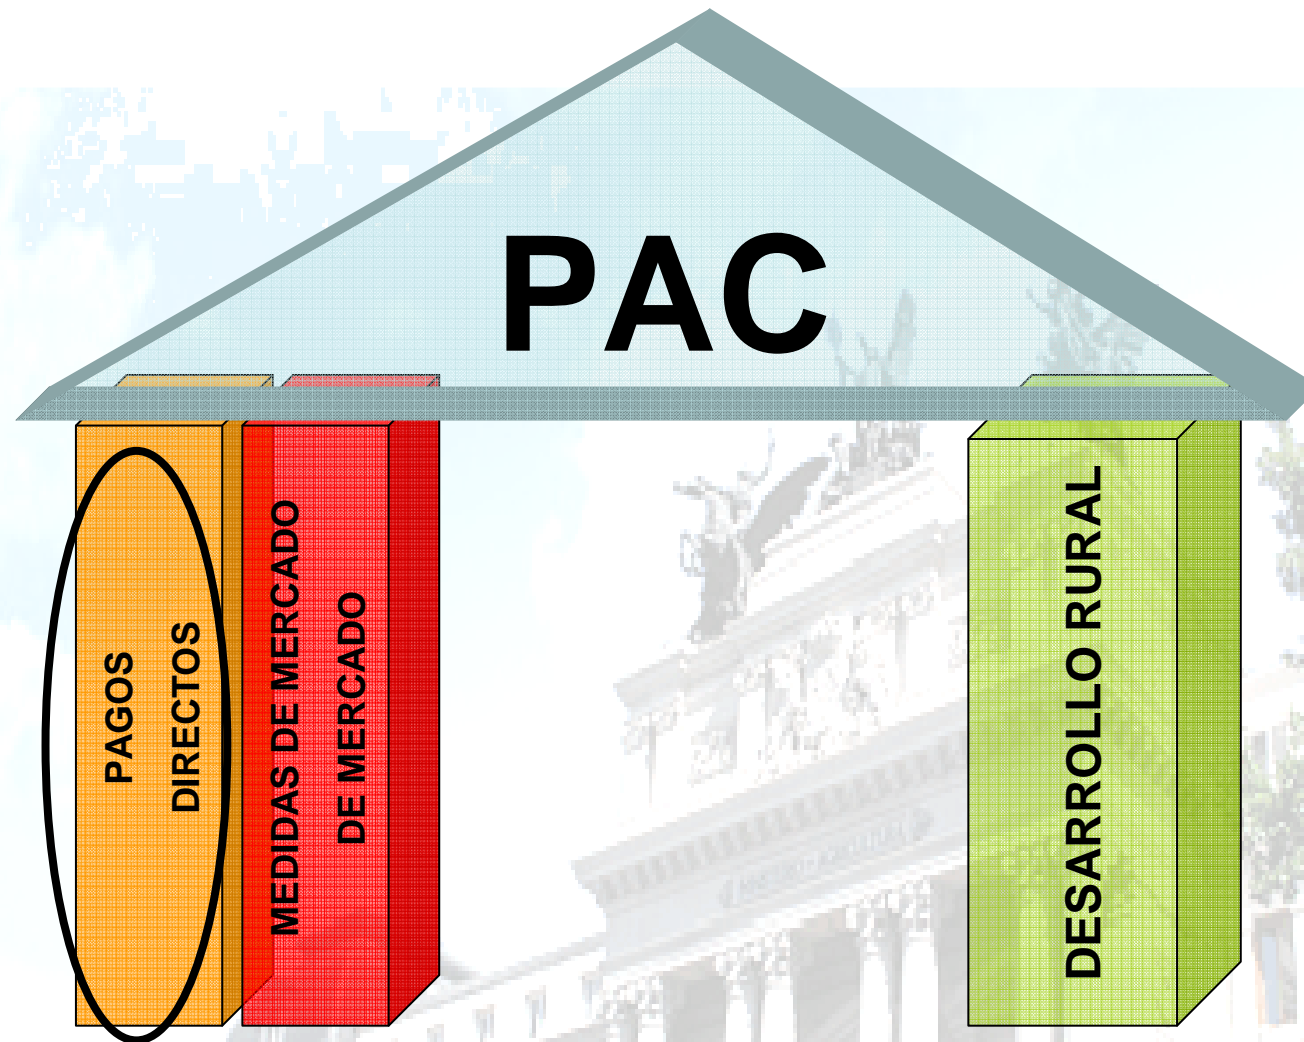 PAC
PAGOS
DIRECTOS
MEDIDAS DE MERCADO
DE MERCADO
DESARROLLO RURAL